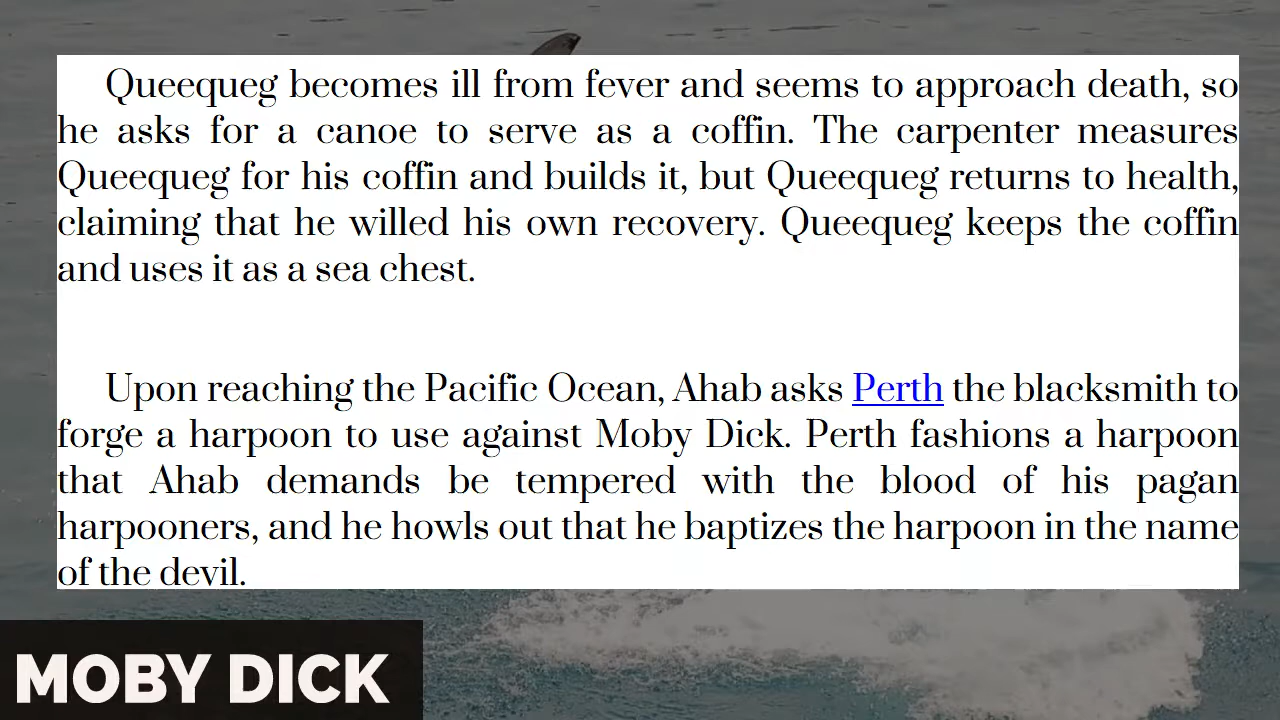 Queequeg becomes ill from fever and seems to approach death, so
he asks for a canoe to serve as a coffin. The carpenter measures
Queequeg for his coffin and builds it, but Queequeg returns to health,
claiming that he willed his own recovery. Queequeg keeps the coffin
and uses it as a sea chest.
Upon reaching the Pacific Ocean, Ahab asks Perth the blacksmith to
forge a harpoon to use against Moby Dick. Perth fashions a harpoon
that Ahab demands be tempered with the blood of his pagan
harpooners, and he howls out that he baptizes the harpoon in the name
of the devil.
MOBY DICK